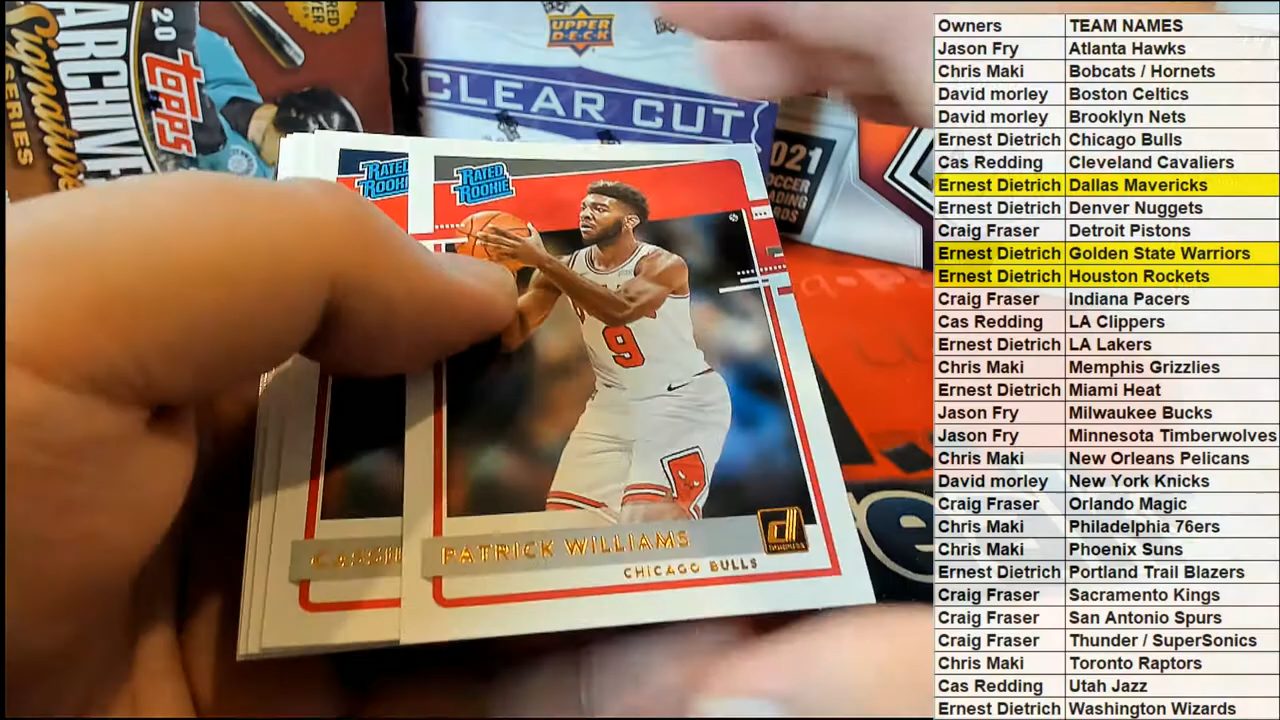 20
TOPPS
Signature
SERIES
UPPER
DECK
CLEAR CUT
2021
RATED
ROOKIE
RATED
ROOKIE
9
PATRICK WILLIAMS
CHICAGO BULLS
Owners TEAM NAMES
Jason Fry Atlanta Hawks
Chris Maki Bobcats / Hornets
David morley Boston Celtics
David morley Brooklyn Nets
Ernest Dietrich Chicago Bulls
Cas Redding Cleveland Cavaliers
Ernest Dietrich Dallas Mavericks
Ernest Dietrich Denver Nuggets
Craig Fraser Detroit Pistons
Ernest Dietrich Golden State Warriors
Ernest Dietrich Houston Rockets
Craig Fraser Indiana Pacers
Cas Redding LA Clippers
Ernest Dietrich LA Lakers
Chris Maki Memphis Grizzlies
Ernest Dietrich Miami Heat
Jason Fry Milwaukee Bucks
Jason Fry Minnesota Timberwolves
Chris Maki New Orleans Pelicans
David morley New York Knicks
Craig Fraser Orlando Magic
Chris Maki Philadelphia 76ers
Chris Maki Phoenix Suns
Ernest Dietrich Portland Trail Blazers
Craig Fraser Sacramento Kings
Craig Fraser San Antonio Spurs
Craig Fraser Thunder / SuperSonics
Chris Maki Toronto Raptors
Cas Redding Utah Jazz
Ernest Dietrich Washington Wizards